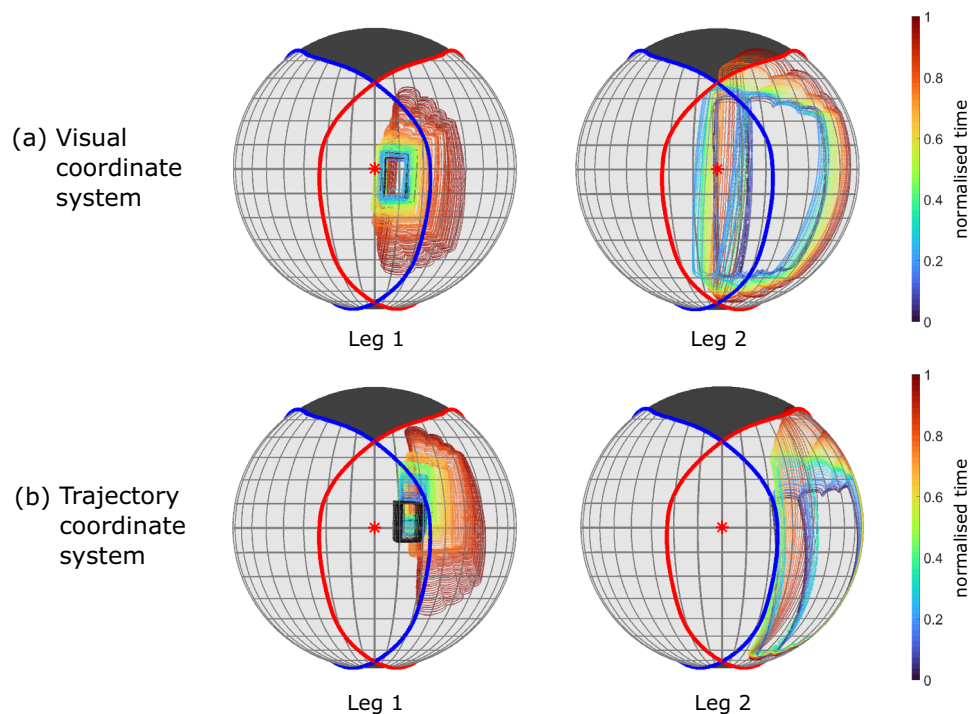 (a) Visual
coordinate
system
Leg 1
Leg 2
1
0.8
0.6
0.4
0.2
0
normalised time
(b) Trajectory
coordinate
system
Leg 1
Leg 2
1
0.8
0.6
0.4
0.2
0
normalised time